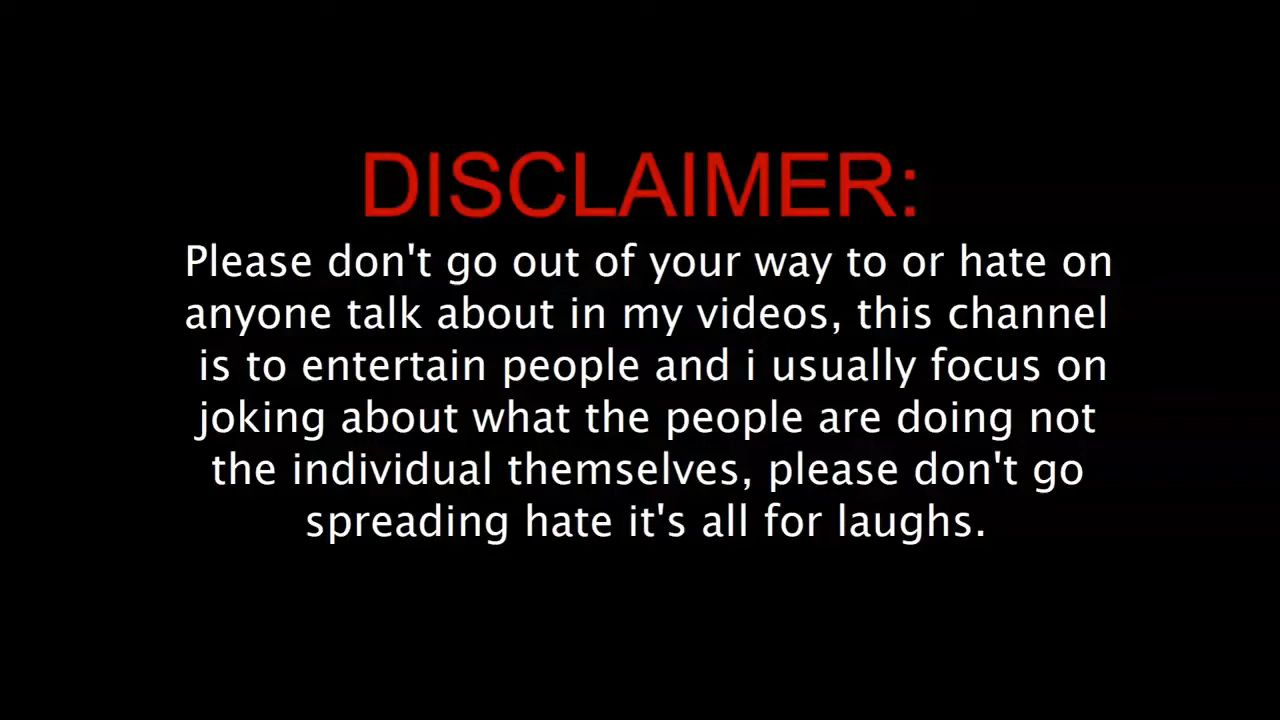 DISCLAIMER:
Please don't go out of your way to or hate on
anyone talk about in my videos, this channel
is to entertain people and i usually focus on
joking about what the people are doing not
the individual themselves, please don't go
spreading hate it's all for laughs.